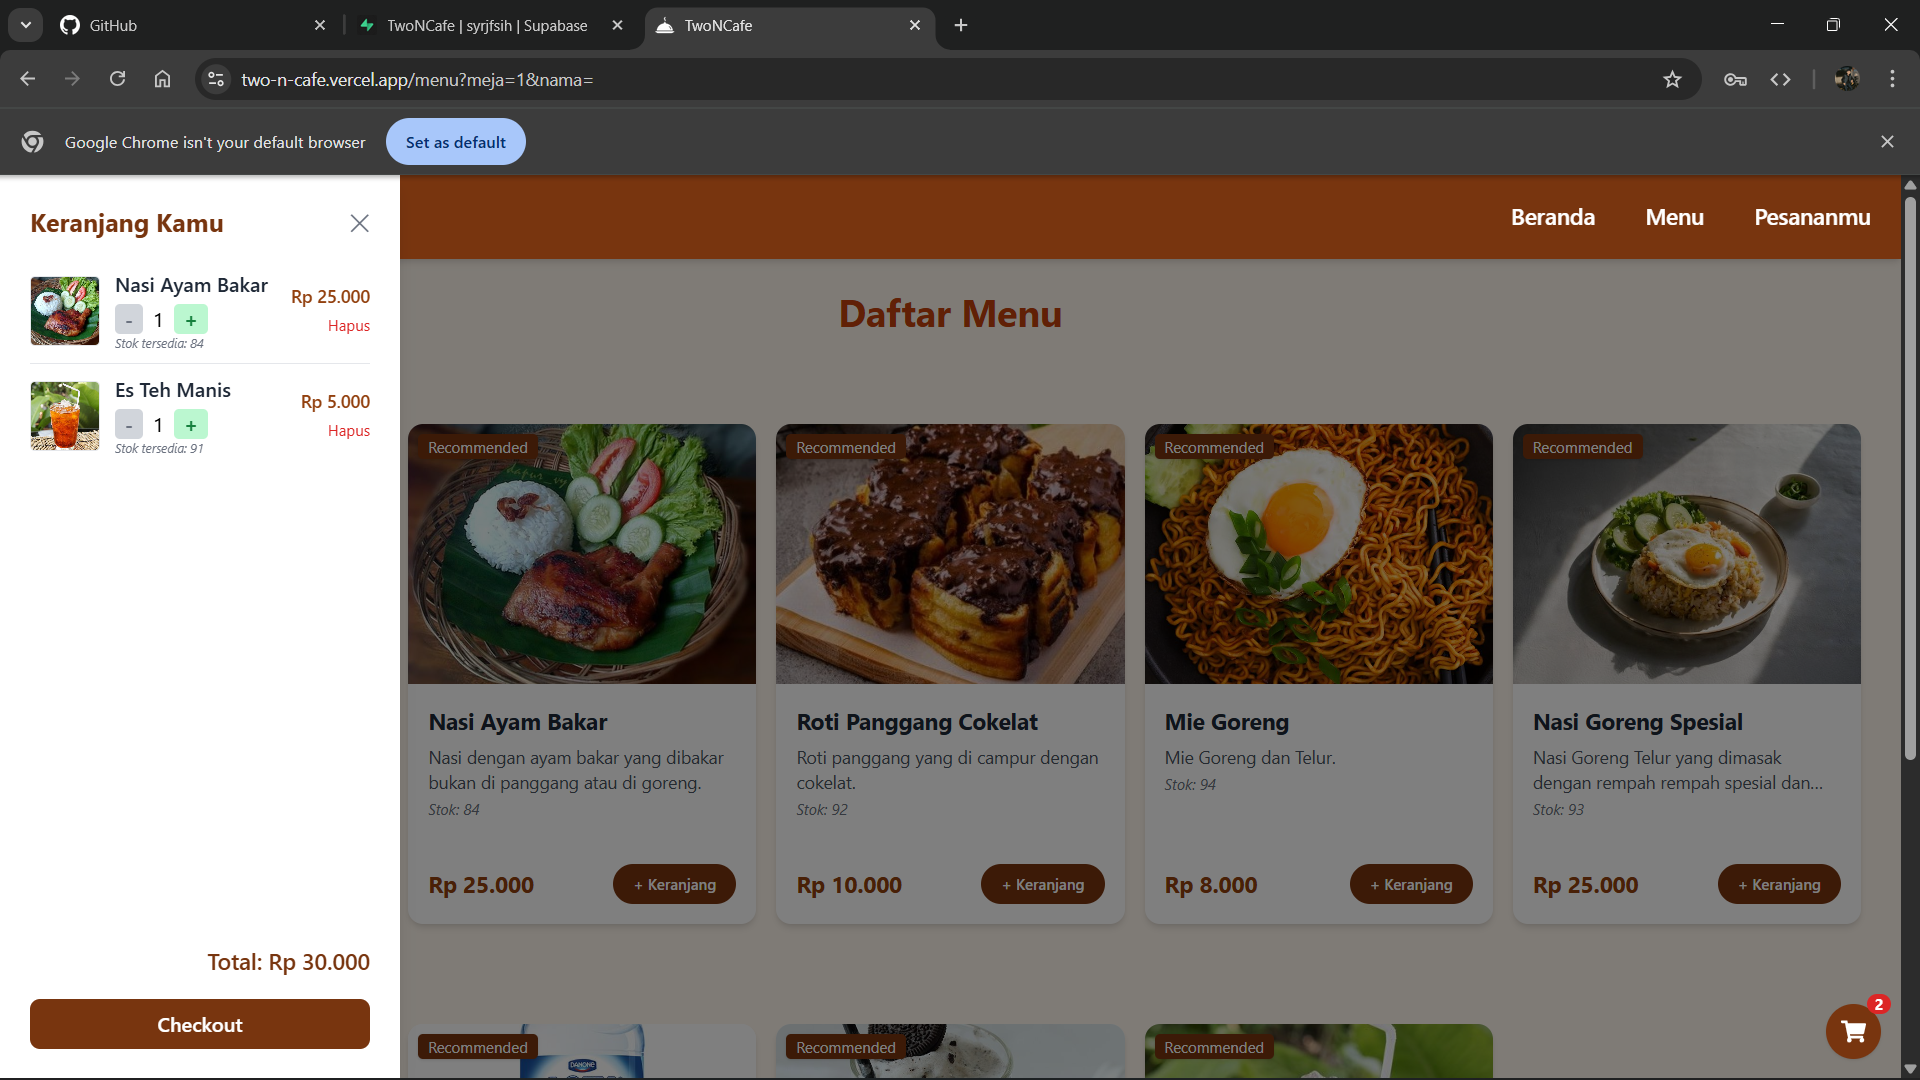 GitHub
TwoNCafe | syrjfsih | Supabase
TwoNCafe
two-n-cafe.vercel.app/menu?meja=1&nama=
Google Chrome isn't your default browser
Set as default
Keranjang Kamu
Nasi Ayam Bakar
Rp 25.000
- 1 +
Hapus
Stok tersedia: 84
Es Teh Manis
Rp 5.000
- 1 +
Hapus
Stok tersedia: 91
Total: Rp 30.000
Checkout
Beranda
Menu
Pesananmu
Daftar Menu
Recommended
Nasi Ayam Bakar
Nasi dengan ayam bakar yang dibakar
bukan di panggang atau di goreng.
Stok: 84
Rp 25.000
+ Keranjang
Recommended
Roti Panggang Cokelat
Roti panggang yang di campur dengan
cokelat.
Stok: 92
Rp 10.000
+ Keranjang
Recommended
Mie Goreng
Mie Goreng dan Telur.
Stok: 94
Rp 8.000
+ Keranjang
Recommended
Nasi Goreng Spesial
Nasi Goreng Telur yang dimasak
dengan rempah rempah spesial dan...
Stok: 93
Rp 25.000
+ Keranjang
Recommended
DANONE
Recommended
Recommended
2